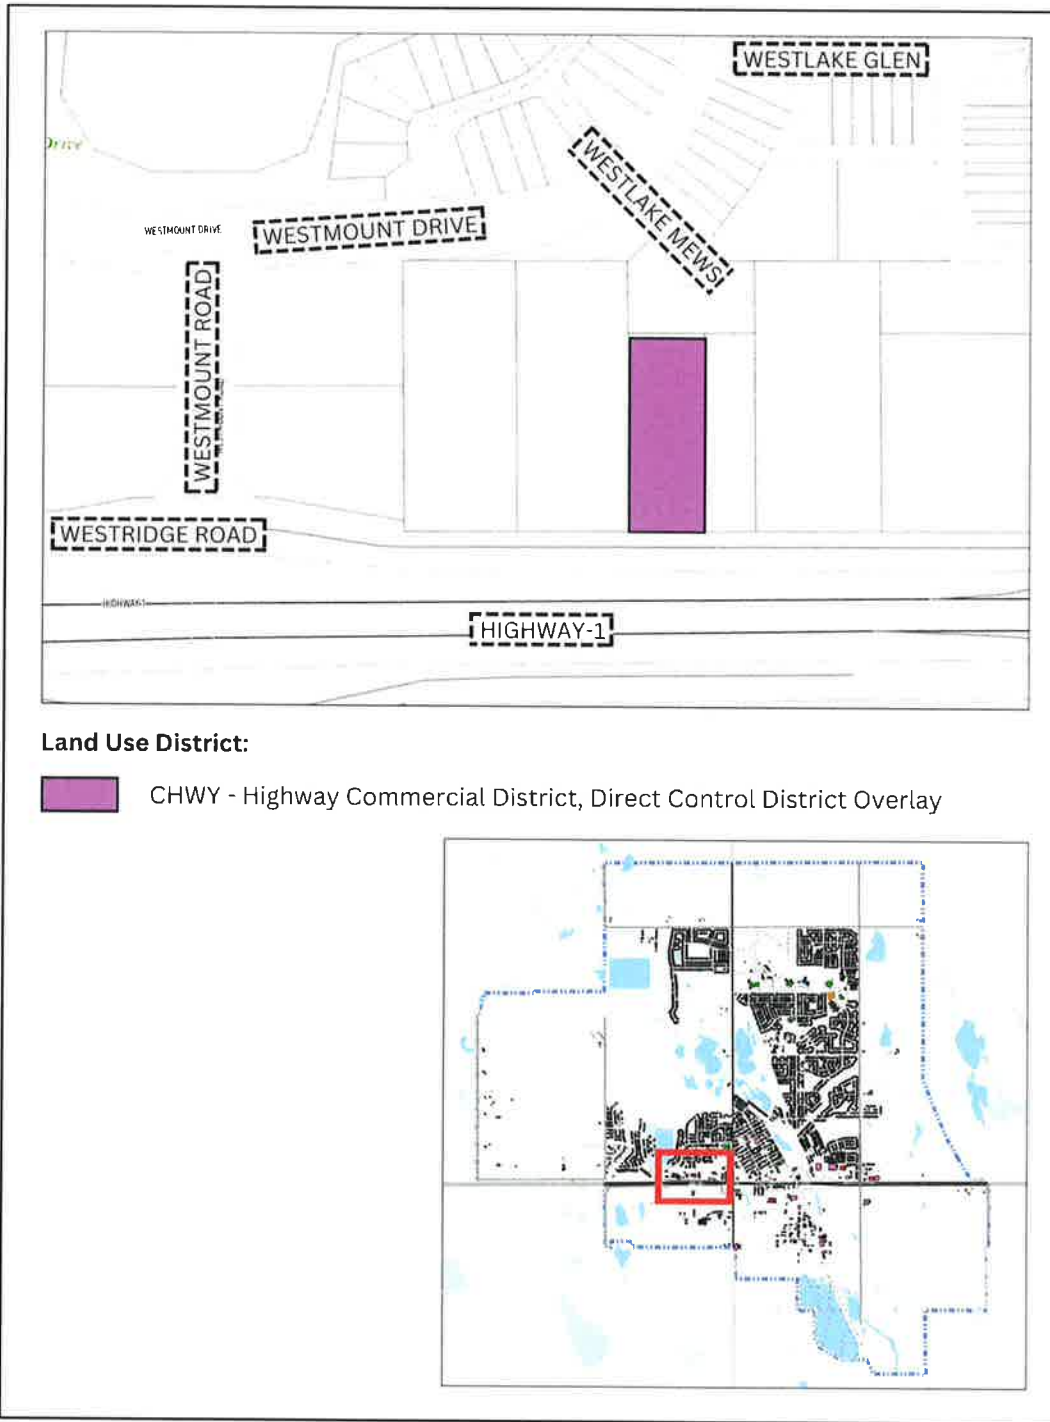 WESTLAKE GLEN
Drive
WESTLAKE MEWS
WESTMOUNT DRIVE
WESTMOUNT DRIVE
WESTMOUNT ROAD
WESTRIDGE ROAD
HIGHWAY-1
HIGHWAY-1
Land Use District:
CHWY - Highway Commercial District, Direct Control District Overlay